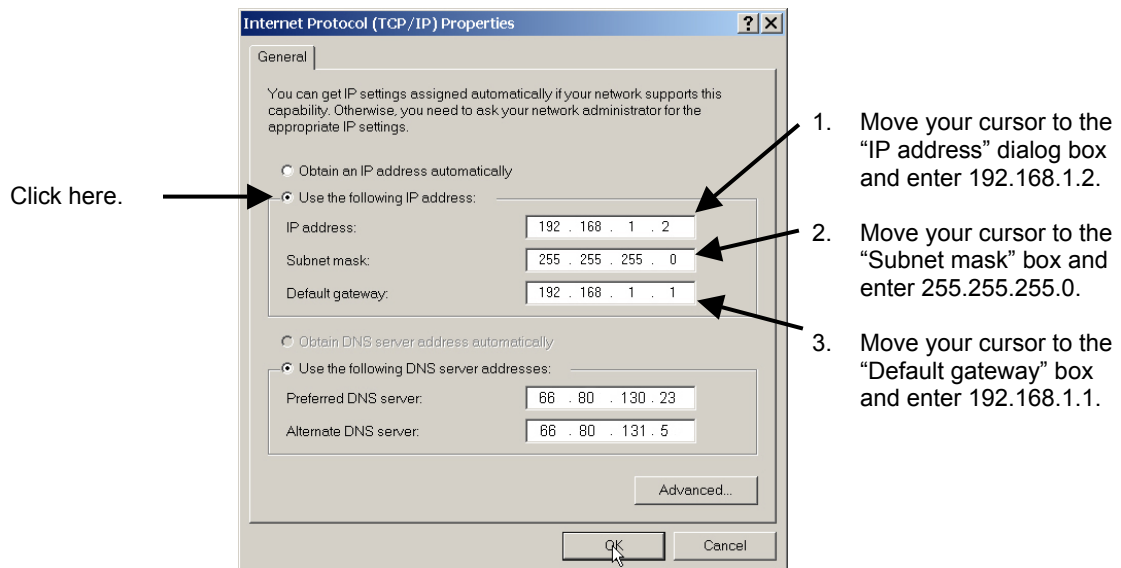 Internet Protocol (TCP/IP) Properties
? X
General
You can get IP settings assigned automatically if your network supports this
capability. Otherwise, you need to ask your network administrator for the
appropriate IP settings.
Obtain an IP address automatically
Click here.
Use the following IP address:
IP address: 192 . 168 . 1 . 2
Subnet mask: 255 . 255 . 255 . 0
Default gateway: 192 . 168 . 1 . 1
Obtain DNS server address automatically
Use the following DNS server addresses:
Preferred DNS server: 66 . 80 . 130 . 23
Alternate DNS server: 66 . 80 . 131 . 5
Advanced...
OK Cancel
1. Move your cursor to the
“IP address” dialog box
and enter 192.168.1.2.
2. Move your cursor to the
“Subnet mask” box and
enter 255.255.255.0.
3. Move your cursor to the
“Default gateway” box
and enter 192.168.1.1.